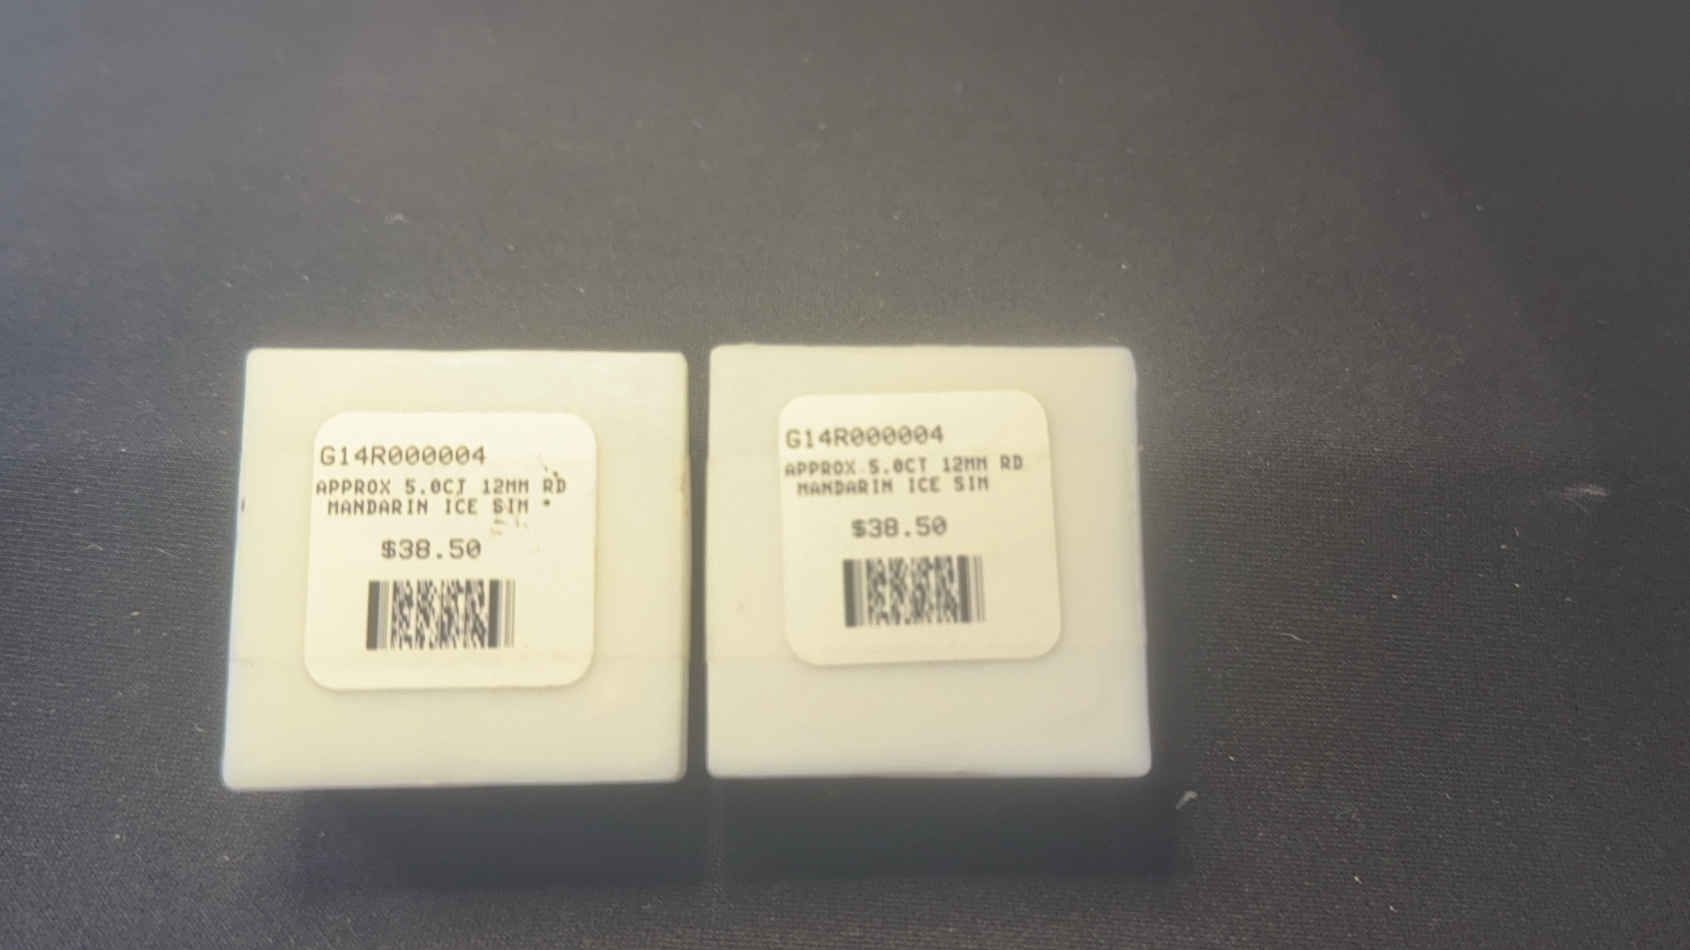 G14R000004
APPROX 5.0CT 12MM RD
MANDARIN ICE SIM *
$38.50
G14R000004
APPROX 5.0CT 12MM RD
MANDARIN ICE SIM
$38.50